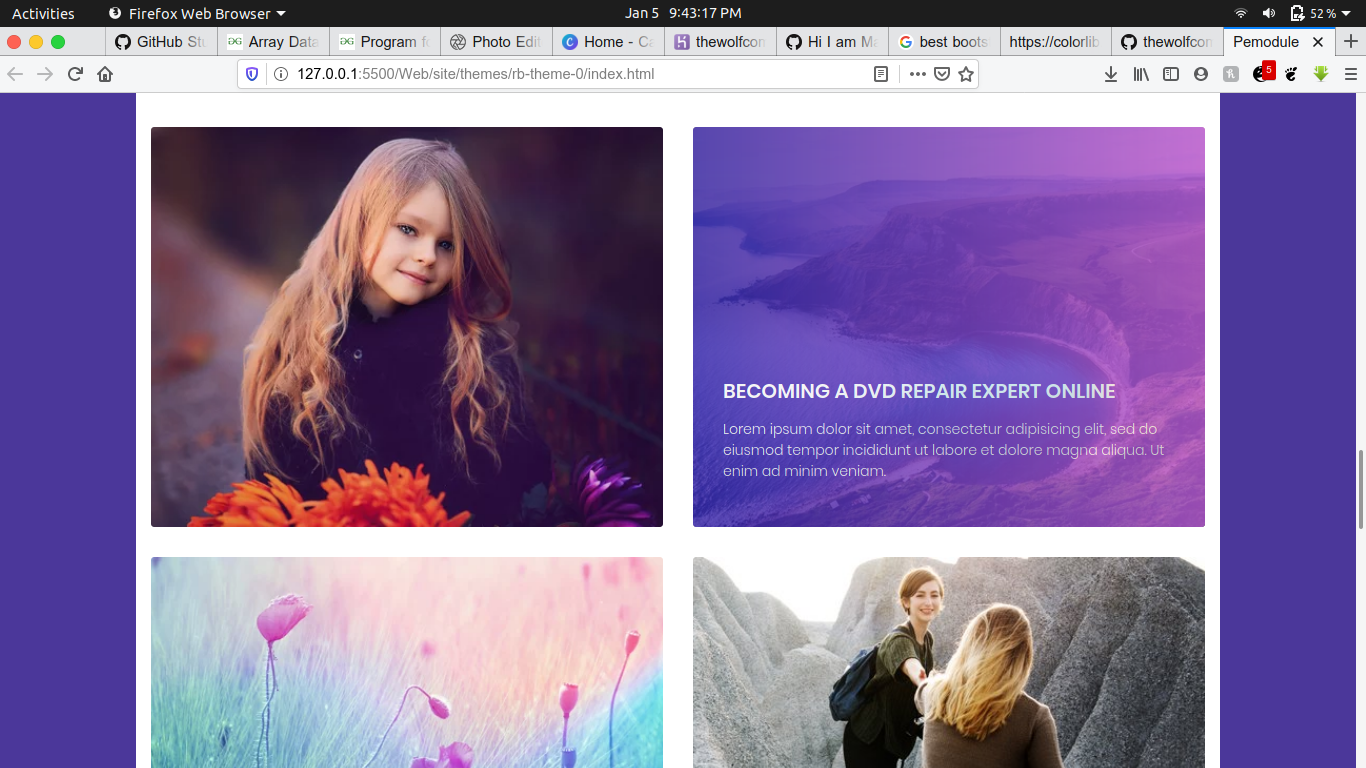 Activities
Firefox Web Browser
Jan 5 9:43:17 PM
52 %
GitHub Stu
Array Data
Program fo
Photo Edit
Home - Ca
thewolfcon
Hi I am Ma
best boots
https://colorlib
thewolfcon
Pemodule
127.0.0.1:5500/Web/site/themes/rb-theme-0/index.html
5
BECOMING A DVD REPAIR EXPERT ONLINE
Lorem ipsum dolor sit amet, consectetur adipisicing elit, sed do
eiusmod tempor incididunt ut labore et dolore magna aliqua. Ut
enim ad minim veniam.